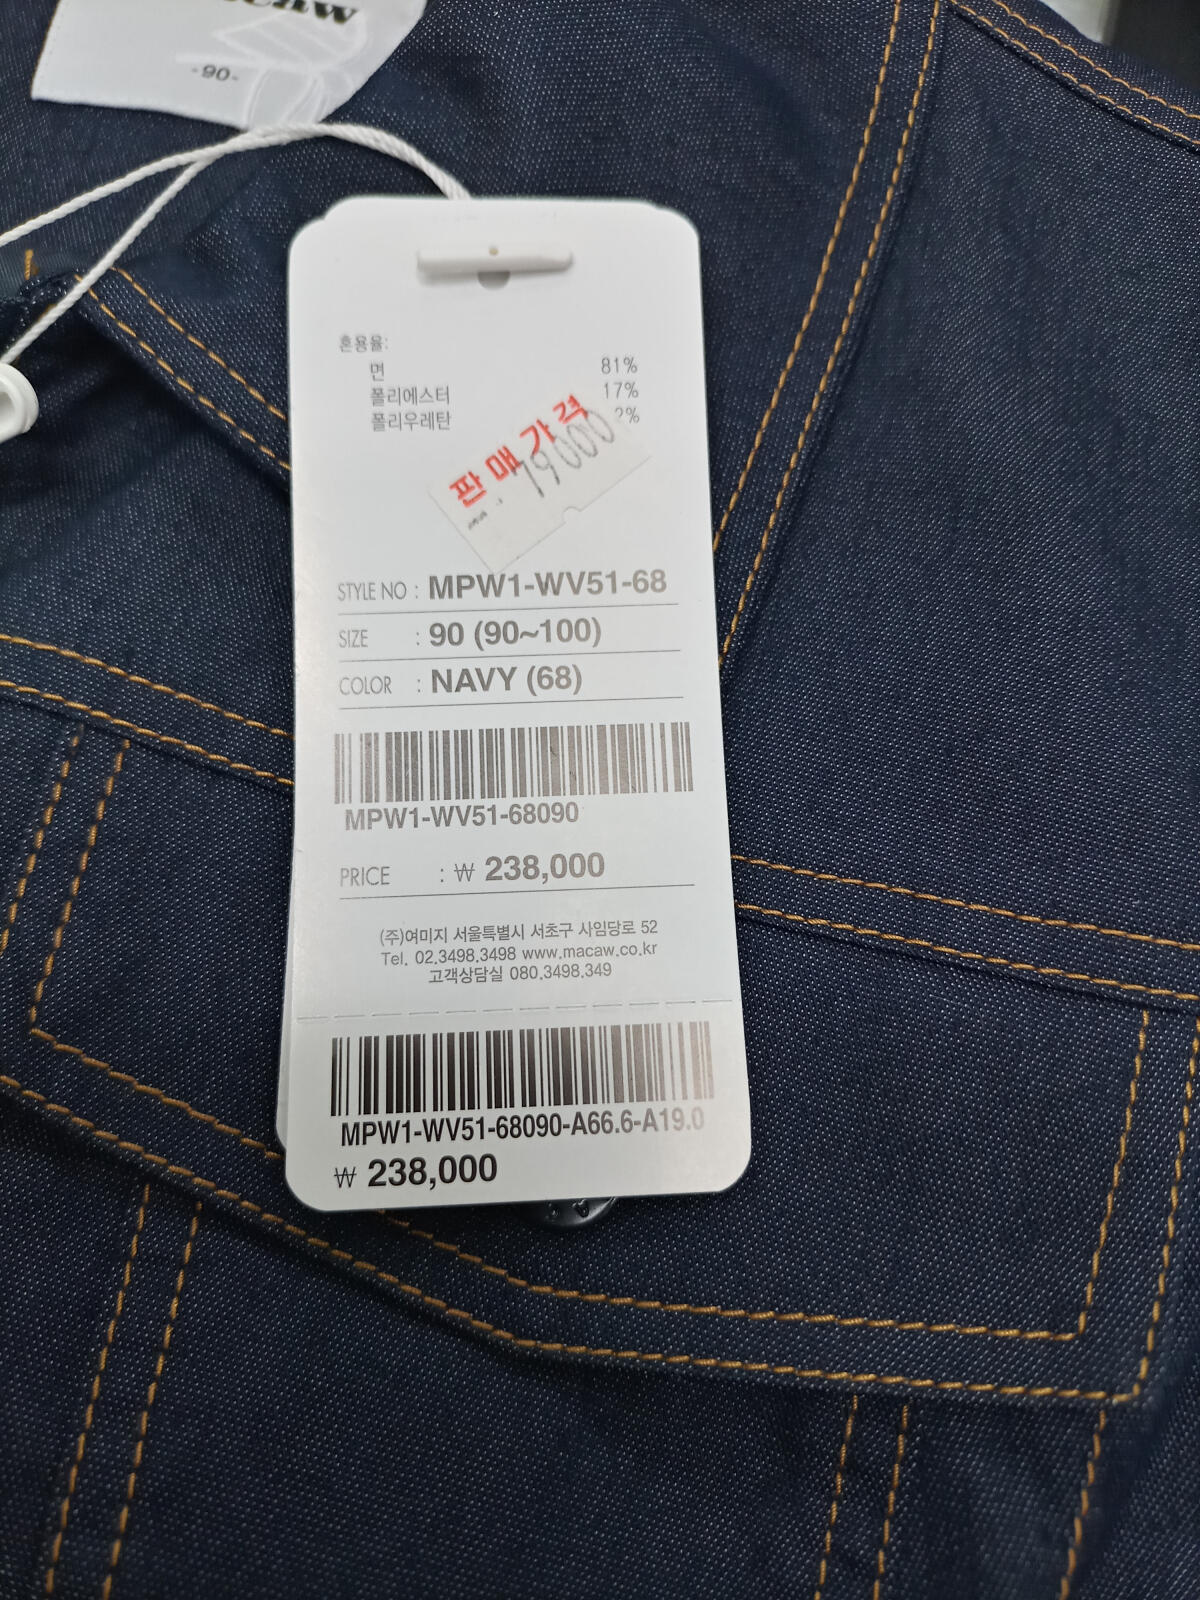 -90-
혼용율:
면 81%
폴리에스터 17%
폴리우레탄 2%
판매가격
79000
STYLE NO : MPW1-WV51-68
SIZE : 90 (90~100)
COLOR : NAVY (68)
MPW1-WV51-68090
PRICE : ₩ 238,000
(주)여미지 서울특별시 서초구 사임당로 52
Tel. 02.3498.3498 www.macaw.co.kr
고객상담실 080.3498.349
MPW1-WV51-68090-A66.6-A19.0
₩ 238,000